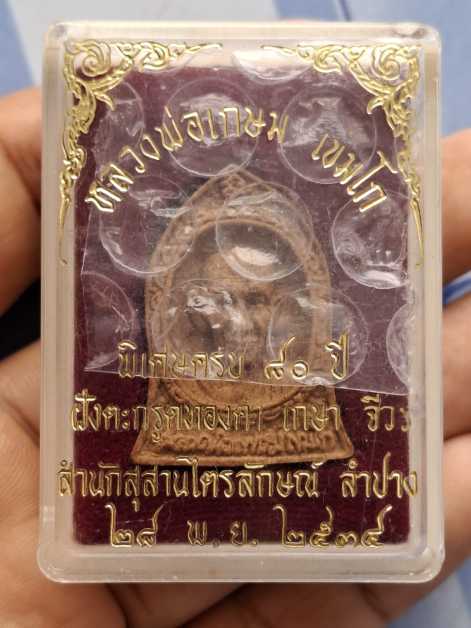 หลวงพ่อเกษม เขมโก
พิเศษครบ ๘๐ ปี
ฝังตะกรุดทองคำ เกษา จีวร
สำนักสุสานไตรลักษณ์ ลำปาง
๒๘ พ.ย. ๒๕๓๔